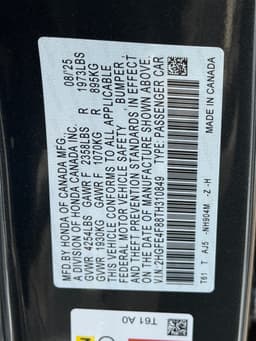 MFG. BY HONDA OF CANADA MFG. 08/'25
A DIVISION OF HONDA CANADA INC.
GVWR 4254LBS GAWR F 2358LBS R 1973LBS
GVWR 1930KG GAWR F 1070KG R 895KG
THIS VEHICLE CONFORMS TO ALL APPLICABLE
FEDERAL MOTOR VEHICLE SAFETY, BUMPER,
AND THEFT PREVENTION STANDARDS IN EFFECT
ON THE DATE OF MANUFACTURE SHOWN ABOVE.
VIN:2HGFE4F88TH310849 TYPE: PASSENGER CAR
T61 T AJ5 -NH904M -Z-H
MADE IN CANADA
T61 A0